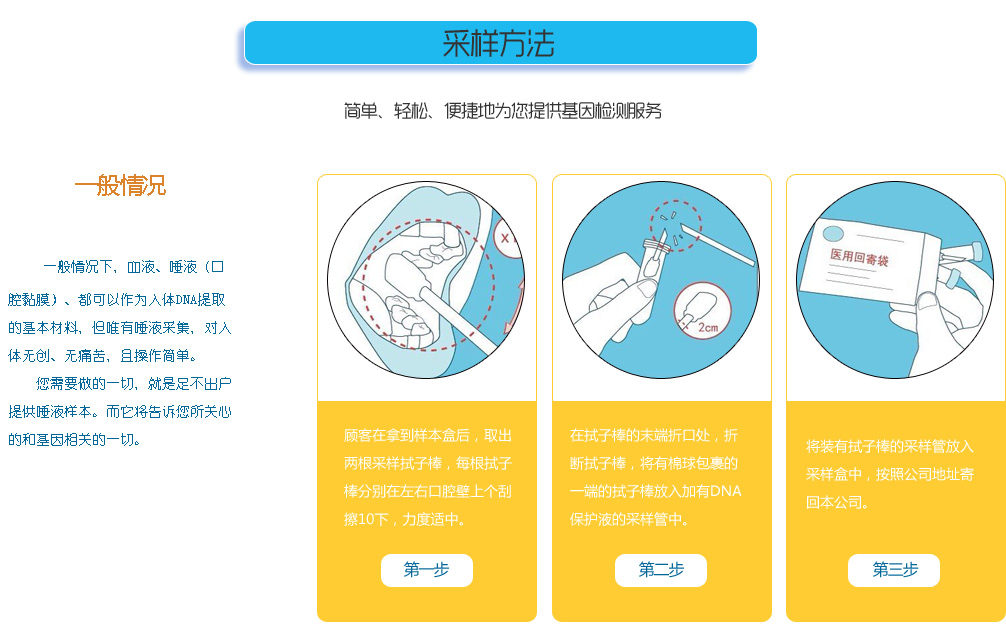 采样方法
简单、轻松、便捷地为您提供基因检测服务
一般情况
一般情况下，血液、唾液（口
腔黏膜）、都可以作为人体DNA提取
的基本材料，但唯有唾液采集，对人
体无创、无痛苦，且操作简单。
您需要做的一切，就是足不出户
提供唾液样本。而它将告诉您所关心
的和基因相关的一切。
X
顾客在拿到样本盒后，取出
两根采样拭子棒，每根拭子
棒分别在左右口腔壁上个刮
擦10下，力度适中。
第一步
2cm
在拭子棒的末端折口处，折
断拭子棒，将有棉球包裹的
一端的拭子棒放入加有DNA
保护液的采样管中。
第二步
医用回寄袋
将装有拭子棒的采样管放入
采样盒中，按照公司地址寄
回本公司。
第三步